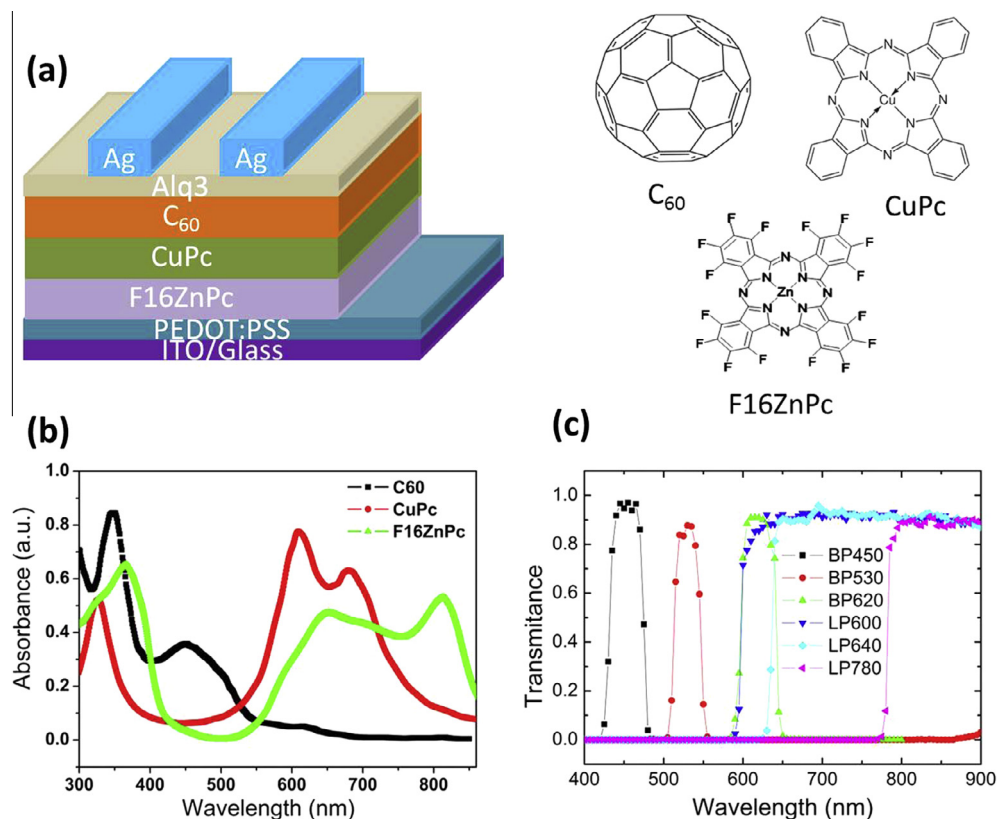 (a)
Ag Ag
Alq3
C60
CuPc
F16ZnPc
PEDOT:PSS
ITO/Glass
C60
N N N N N N N N
Cu
CuPc
F F F F F F F F F F F F F F F F
N N N N N N N N
Zn
F16ZnPc
(b)
Absorbance (a.u.)
1.0
0.8
0.6
0.4
0.2
0.0
C60
CuPc
F16ZnPc
300 400 500 600 700 800
Wavelength (nm)
(c)
Transmitance
1.0
0.8
0.6
0.4
0.2
0.0
BP450
BP530
BP620
LP600
LP640
LP780
400 500 600 700 800 900
Wavelength (nm)